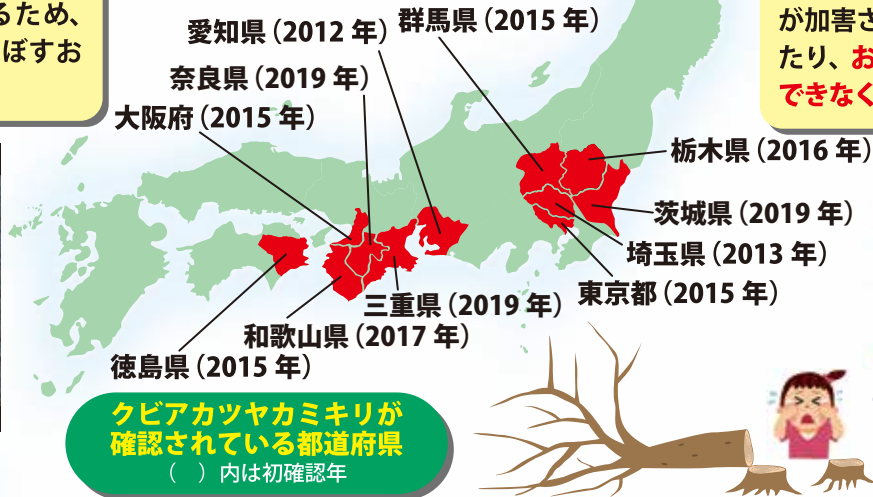 るため、
ぼすお
が加害さ
たり、お
できなく
愛知県（2012 年）
群馬県（2015 年）
奈良県（2019 年）
大阪府（2015 年）
栃木県（2016 年）
茨城県（2019 年）
埼玉県（2013 年）
東京都（2015 年）
三重県（2019 年）
和歌山県（2017 年）
徳島県（2015 年）
クビアカツヤカミキリが
確認されている都道府県
（　）内は初確認年